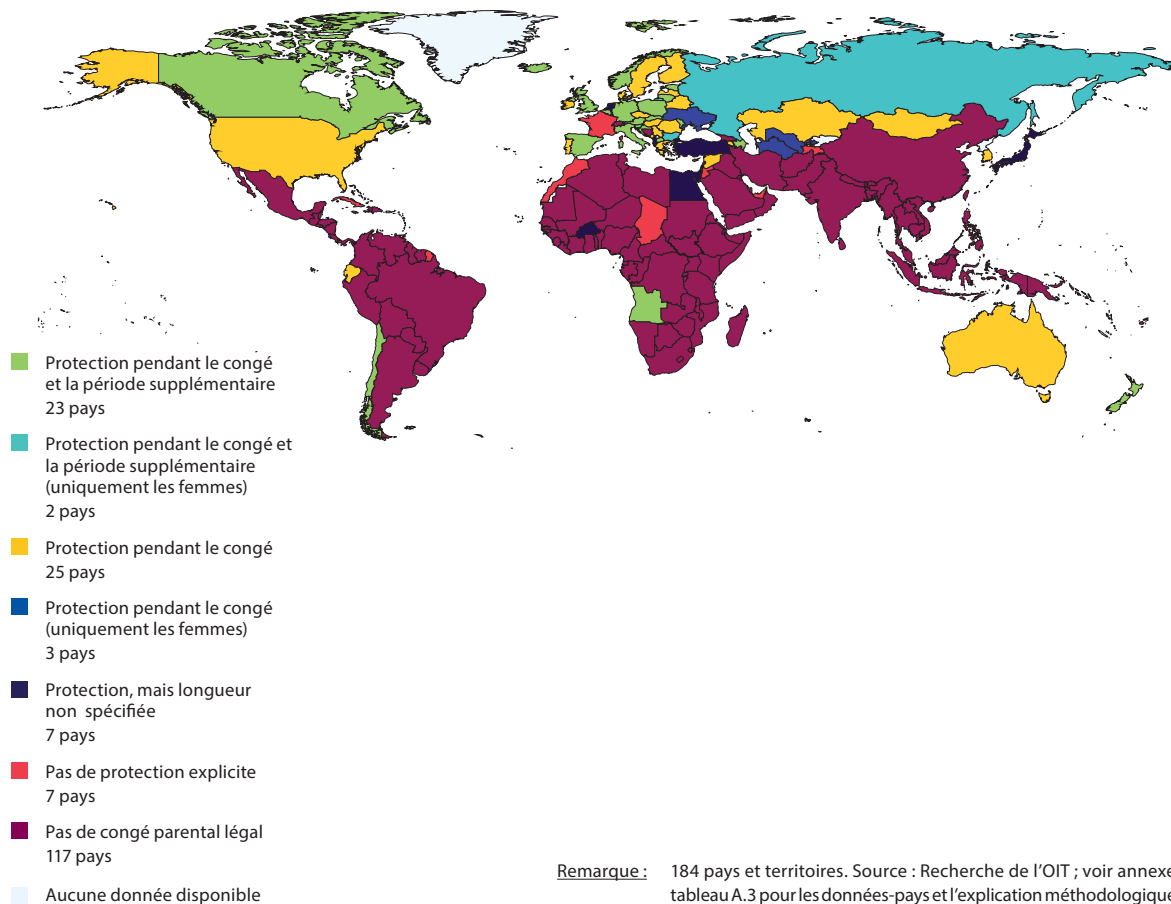 Protection pendant le congé
et la période supplémentaire
23 pays
Protection pendant le congé et
la période supplémentaire
(uniquement les femmes)
2 pays
Protection pendant le congé
25 pays
Protection pendant le congé
(uniquement les femmes)
3 pays
Protection, mais longueur
non spécifiée
7 pays
Pas de protection explicite
7 pays
Pas de congé parental légal
117 pays
Aucune donnée disponible
Remarque : 184 pays et territoires. Source : Recherche de l'OIT ; voir annexe
tableau A.3 pour les données-pays et l'explication méthodologique